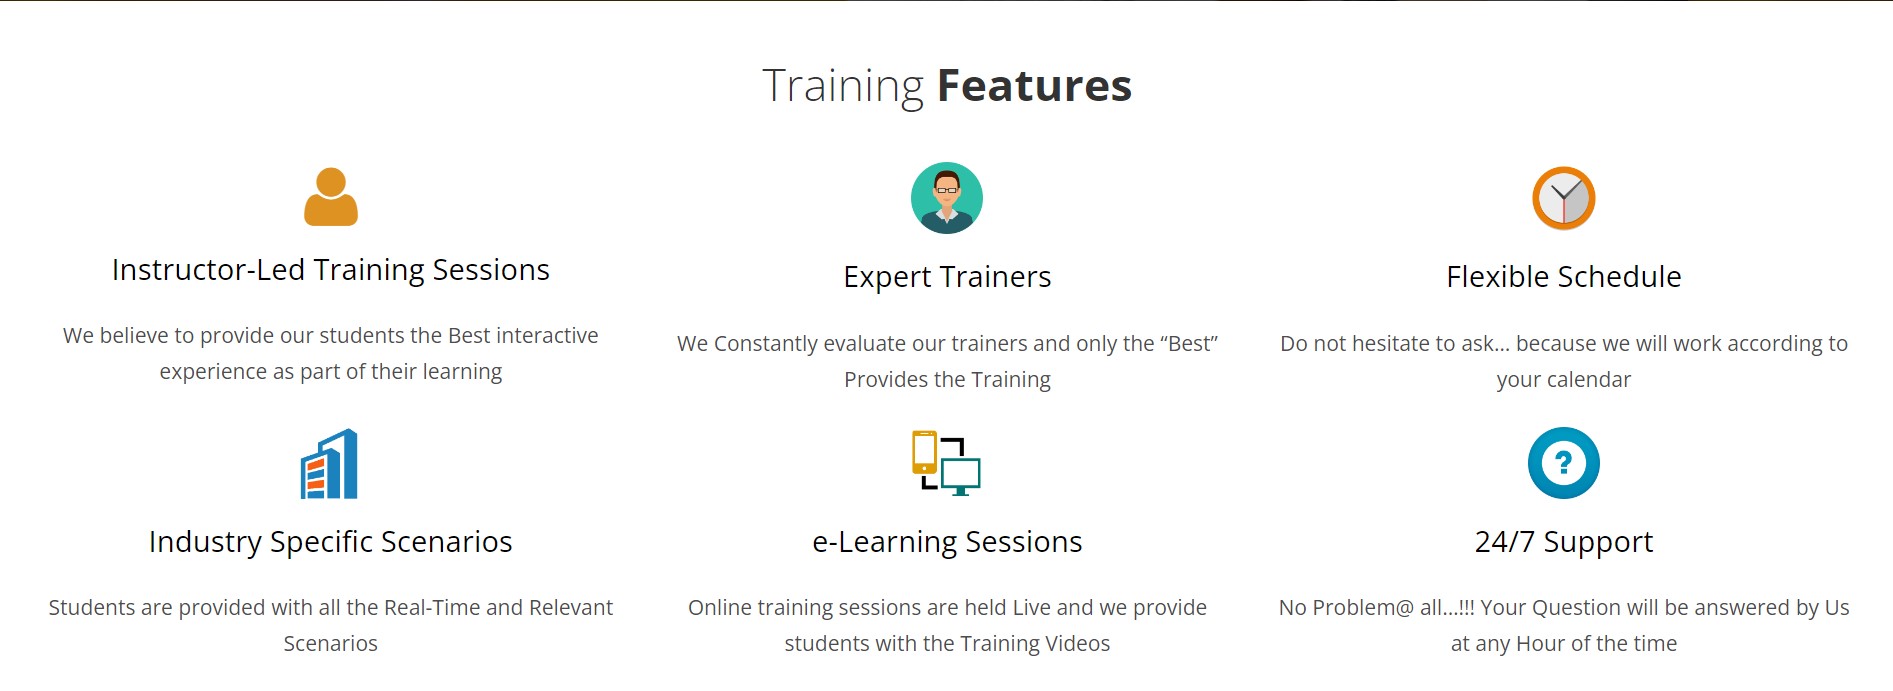 Training Features
Instructor-Led Training Sessions
We believe to provide our students the Best interactive
experience as part of their learning
Expert Trainers
We Constantly evaluate our trainers and only the “Best”
Provides the Training
Flexible Schedule
Do not hesitate to ask... because we will work according to
your calendar
Industry Specific Scenarios
Students are provided with all the Real-Time and Relevant
Scenarios
e-Learning Sessions
Online training sessions are held Live and we provide
students with the Training Videos
?
24/7 Support
No Problem@ all...!!! Your Question will be answered by Us
at any Hour of the time